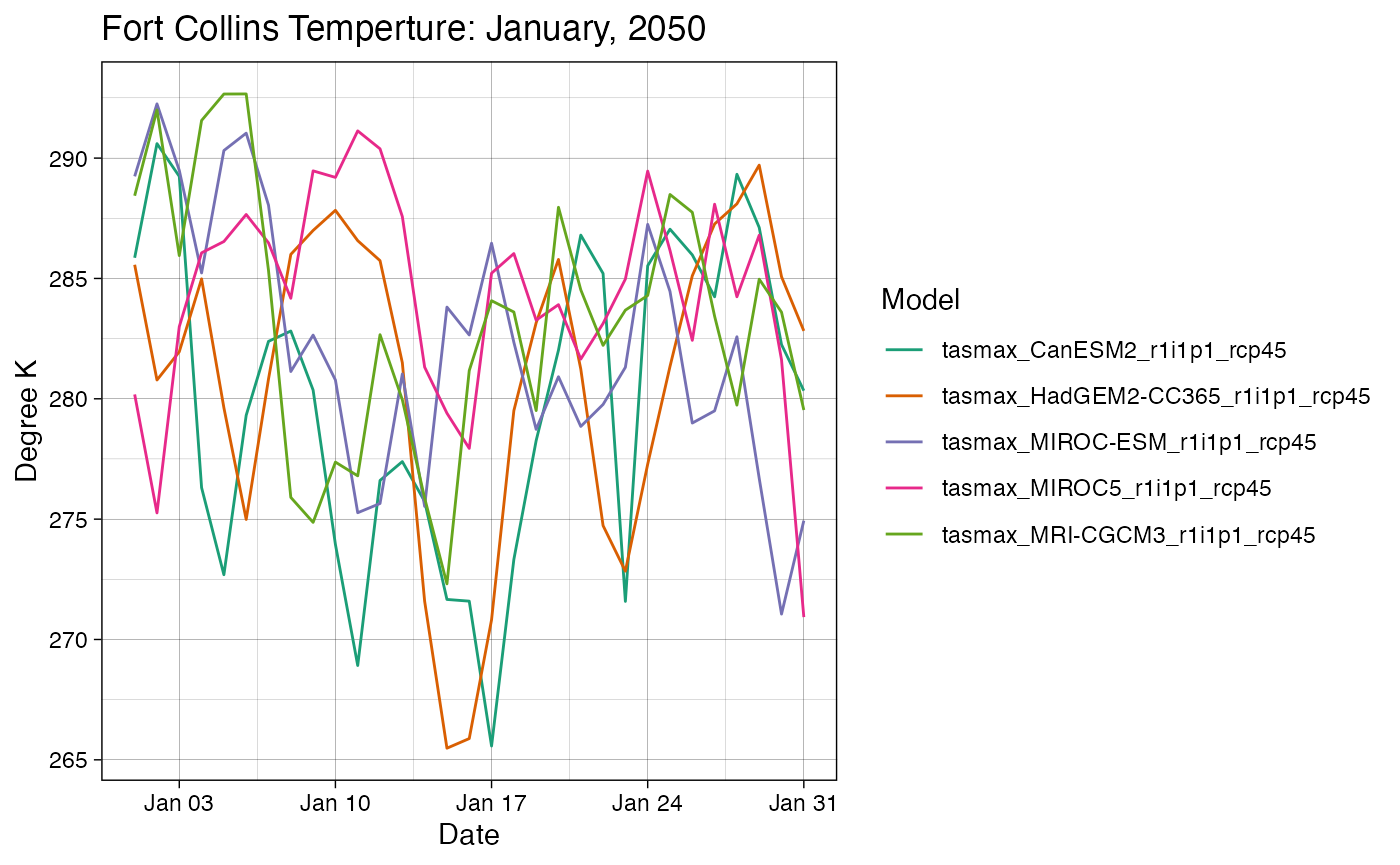 Fort Collins Temperture: January, 2050
290
285
280
275
270
265
Degree K
Jan 03 Jan 10 Jan 17 Jan 24 Jan 31
Date
Model
tasmax_CanESM2_r1i1p1_rcp45
tasmax_HadGEM2-CC365_r1i1p1_rcp45
tasmax_MIROC-ESM_r1i1p1_rcp45
tasmax_MIROC5_r1i1p1_rcp45
tasmax_MRI-CGCM3_r1i1p1_rcp45